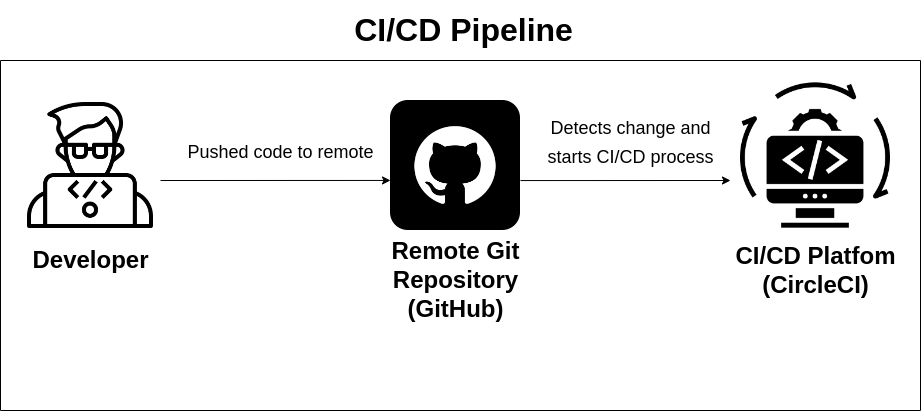 CI/CD Pipeline
Pushed code to remote
Detects change and
starts CI/CD process
</>
</>
Developer
Remote Git
Repository
(GitHub)
CI/CD Platfom
(CircleCI)